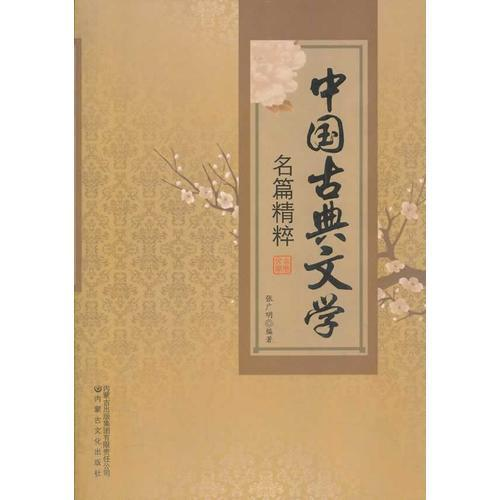 中国古典文学
名篇精粹
张广明◎编著
内蒙古出版集团有限责任公司
内蒙古文化出版社